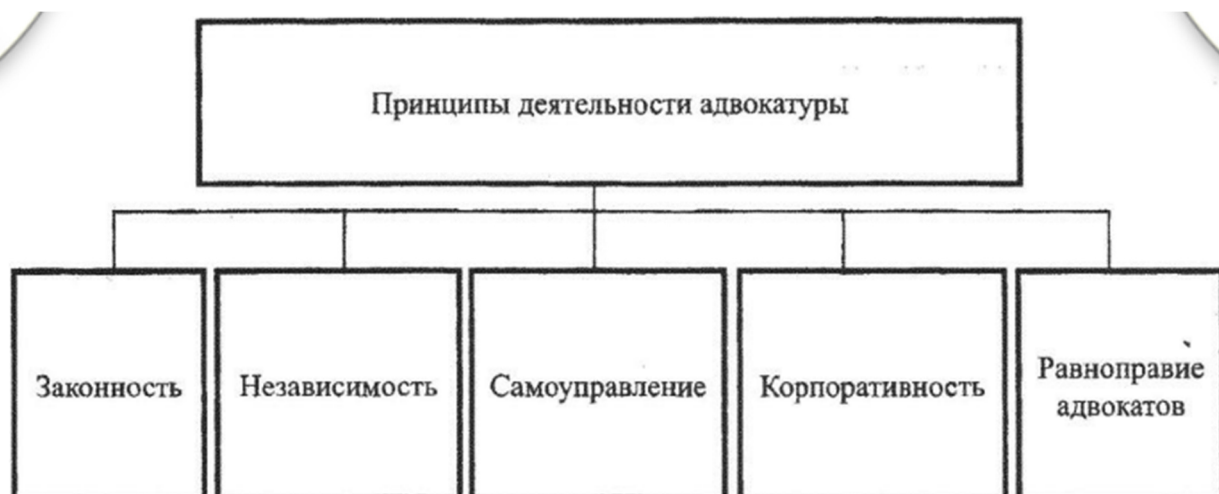 Принципы деятельности адвокатуры
Законность
Независимость
Самоуправление
Корпоративность
Равноправие
адвокатов